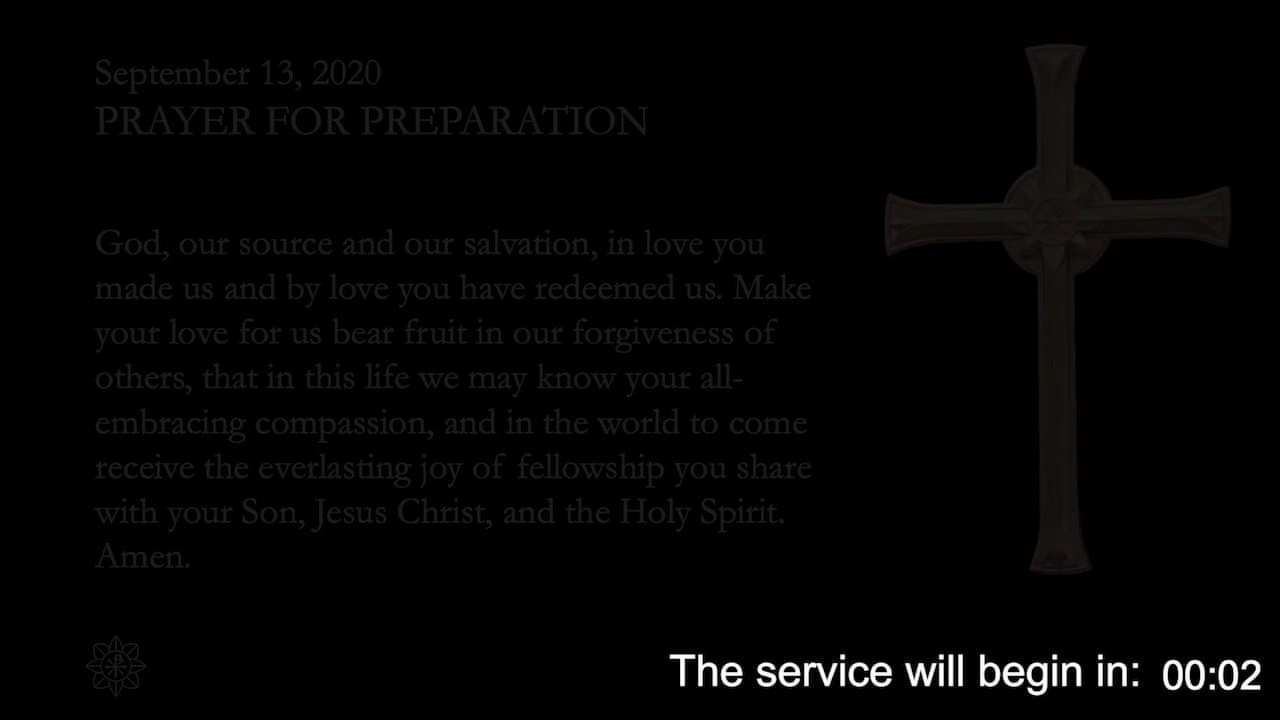 September 13, 2020
PRAYER FOR PREPARATION
God, our source and our salvation, in love you
made us and by love you have redeemed us. Make
your love for us bear fruit in our forgiveness of
others, that in this life we may know your all-
embracing compassion, and in the world to come
receive the everlasting joy of fellowship you share
with your Son, Jesus Christ, and the Holy Spirit.
Amen.
The service will begin in: 00:02